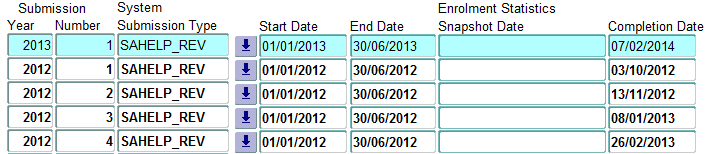 Submission System Enrolment Statistics
Year Number Submission Type Start Date End Date Snapshot Date Completion Date
2013 1 SAHELP_REV 01/01/2013 30/06/2013 07/02/2014
2012 1 SAHELP_REV 01/01/2012 30/06/2012 03/10/2012
2012 2 SAHELP_REV 01/01/2012 30/06/2012 13/11/2012
2012 3 SAHELP_REV 01/01/2012 30/06/2012 08/01/2013
2012 4 SAHELP_REV 01/01/2012 30/06/2012 26/02/2013